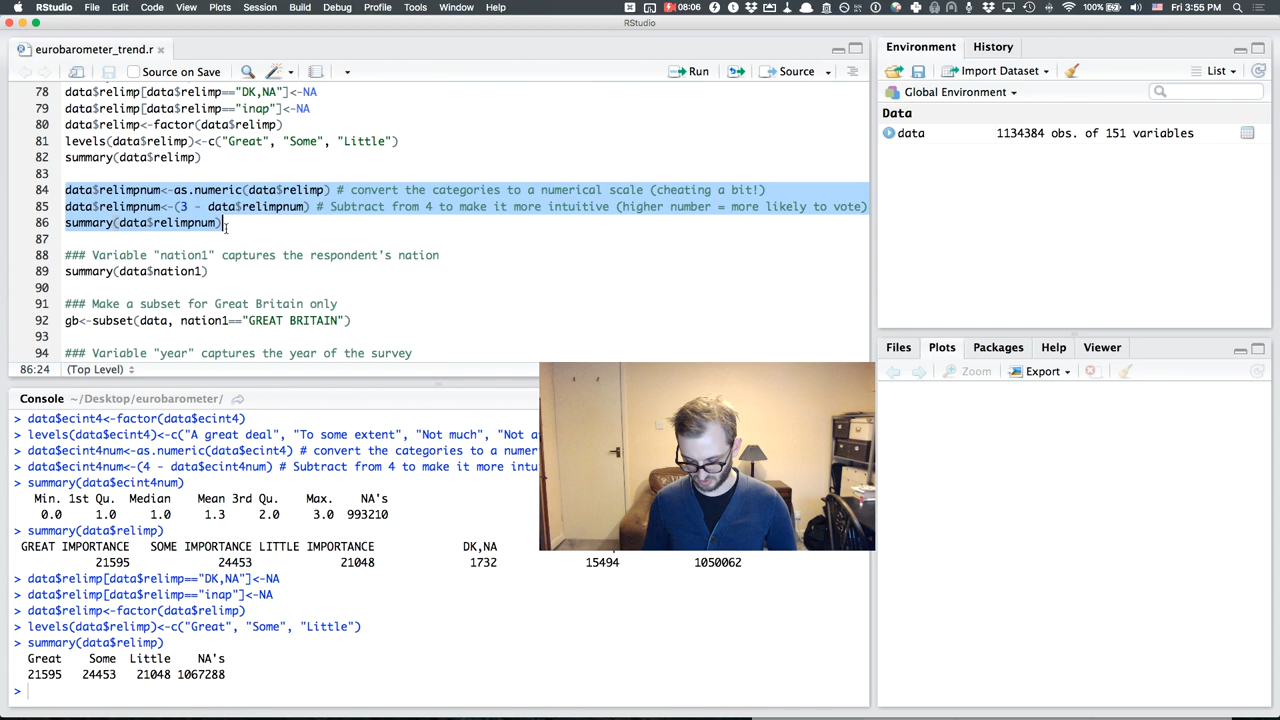 RStudio File Edit Code View Plots Session Build Debug Profile Tools Window Help 08:06 100% Fri 3:55 PM
RStudio
eurobarometer_trend.r
Source on Save Run Source
78 data$relimp[data$relimp=="DK,NA"]<-NA
79 data$relimp[data$relimp=="inap"]<-NA
80 data$relimp<-factor(data$relimp)
81 levels(data$relimp)<-c("Great", "Some", "Little")
82 summary(data$relimp)
83
84 data$relimpnum<-as.numeric(data$relimp) # convert the categories to a numerical scale (cheating a bit!)
85 data$relimpnum<-(3 - data$relimpnum) # Subtract from 4 to make it more intuitive (higher number = more likely to vote)
86 summary(data$relimpnum)
87
88 ### Variable "nation1" captures the respondent's nation
89 summary(data$nation1)
90
91 ### Make a subset for Great Britain only
92 gb<-subset(data, nation1=="GREAT BRITAIN")
93
94 ### Variable "year" captures the year of the survey
86:24 (Top Level)
Console ~/Desktop/eurobarometer/
> data$ecint4<-factor(data$ecint4)
> levels(data$ecint4)<-c("A great deal", "To some extent", "Not much", "Not a
> data$ecint4num<-as.numeric(data$ecint4) # convert the categories to a numer
> data$ecint4num<-(4 - data$ecint4num) # Subtract from 4 to make it more intu
> summary(data$ecint4num)
Min. 1st Qu. Median Mean 3rd Qu. Max. NA's
0.0 1.0 1.0 1.3 2.0 3.0 993210
> summary(data$relimp)
GREAT IMPORTANCE SOME IMPORTANCE LITTLE IMPORTANCE DK,NA
21595 24453 21048 1732 15494 1050062
> data$relimp[data$relimp=="DK,NA"]<-NA
> data$relimp[data$relimp=="inap"]<-NA
> data$relimp<-factor(data$relimp)
> levels(data$relimp)<-c("Great", "Some", "Little")
> summary(data$relimp)
Great Some Little NA's
21595 24453 21048 1067288
>
Environment History
Import Dataset List
Global Environment
Data
data 1134384 obs. of 151 variables
Files Plots Packages Help Viewer
Zoom Export